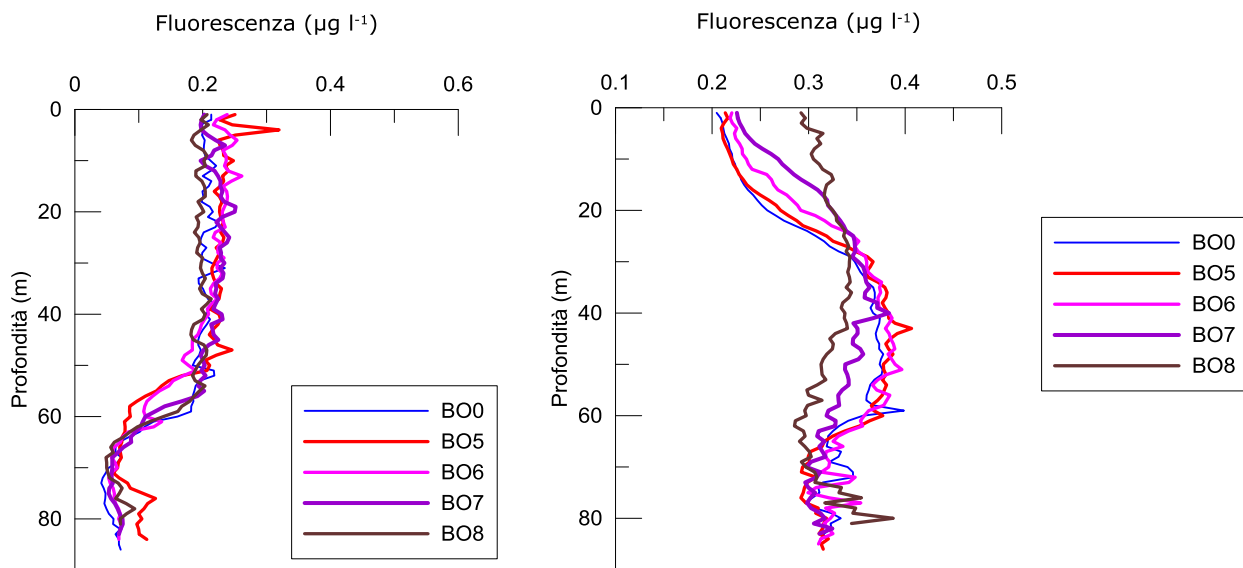 Fluorescenza (µg l⁻¹)
0 0.2 0.4 0.6
0
20
40
60
80
Profondità (m)
BO0
BO5
BO6
BO7
BO8
Fluorescenza (µg l⁻¹)
0.1 0.2 0.3 0.4 0.5
0
20
40
60
80
Profondità (m)
BO0
BO5
BO6
BO7
BO8